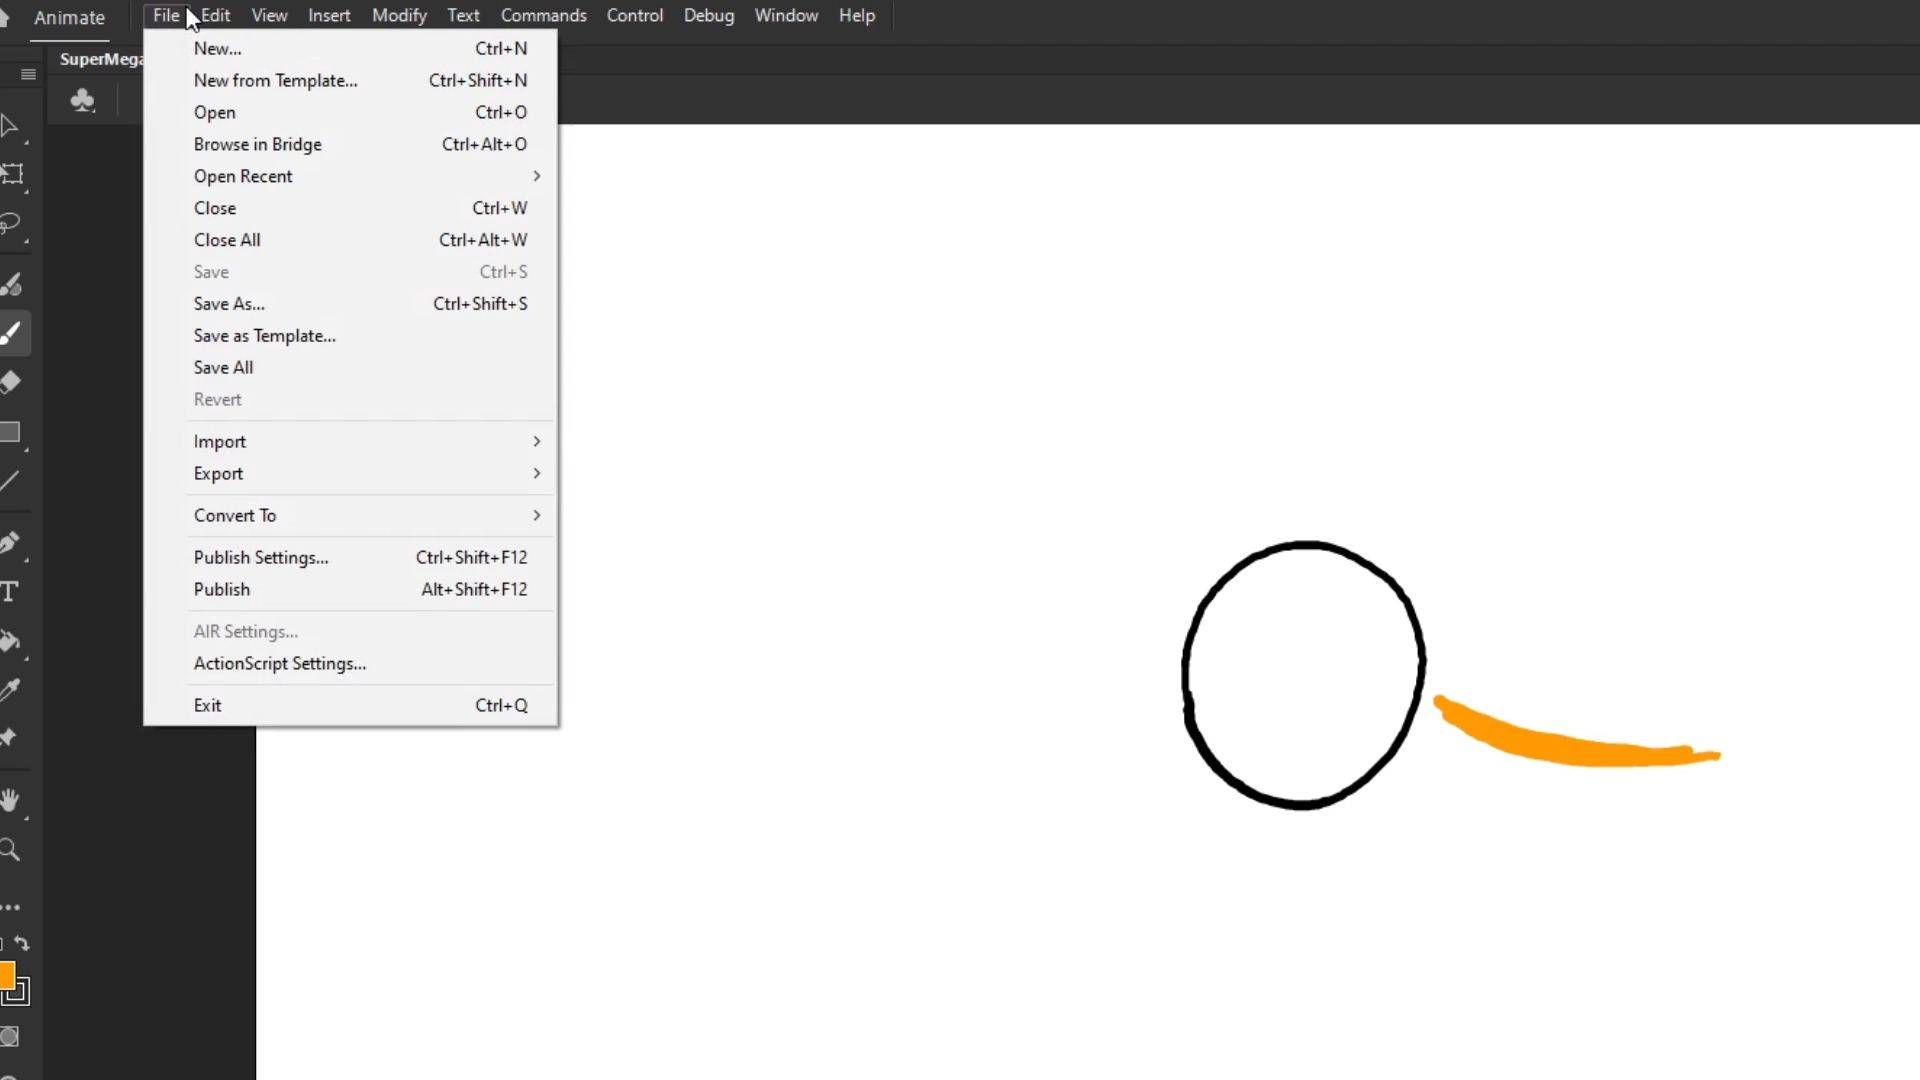 Animate File Edit View Insert Modify Text Commands Control Debug Window Help
SuperMega
New... Ctrl+N
New from Template... Ctrl+Shift+N
Open Ctrl+O
Browse in Bridge Ctrl+Alt+O
Open Recent
Close Ctrl+W
Close All Ctrl+Alt+W
Save Ctrl+S
Save As... Ctrl+Shift+S
Save as Template...
Save All
Revert
Import
Export
Convert To
Publish Settings... Ctrl+Shift+F12
Publish Alt+Shift+F12
AIR Settings...
ActionScript Settings...
Exit Ctrl+Q